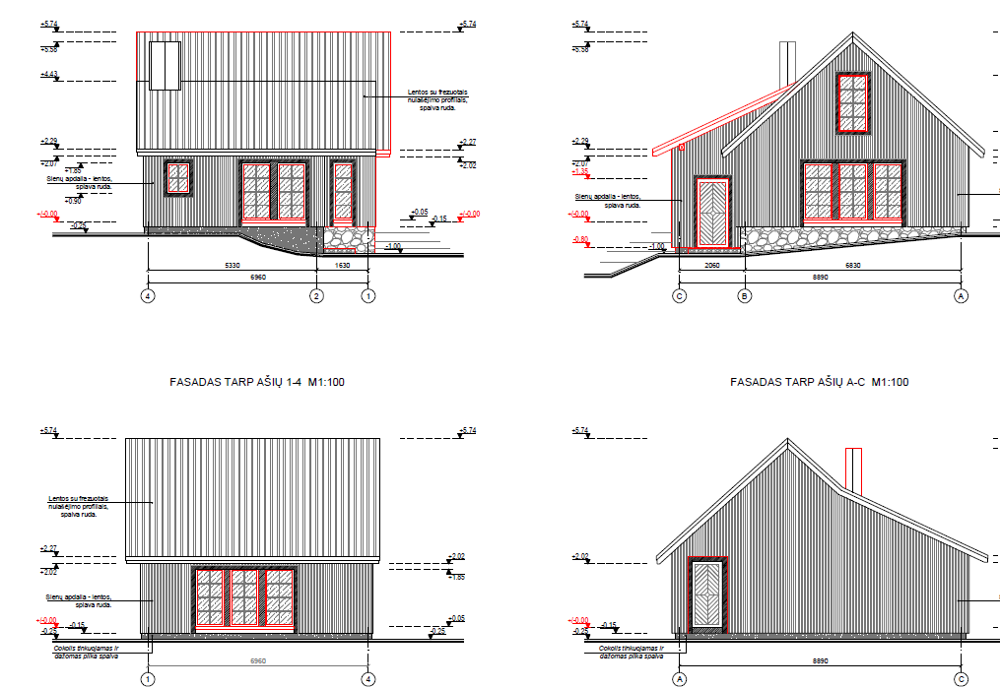 +5.74
+5.58
+4.43
+2.29
+2.07
+1.85
Sienų apdaila - lentos,
spalva ruda.
+0.90
+/-0.00
-0.25
Lentos su frezuotais
nulašėjimo profiliais,
spalva ruda.
+5.74
+2.27
+2.02
+0.05
-0.15
+/-0.00
-1.00
5330
1630
6960
4
2
1
+5.74
+5.58
+2.29
+2.07
+1.35
Sienų apdaila - lentos,
spalva ruda.
+/-0.00
-0.80
-1.00
2060
6830
8890
C
B
A
FASADAS TARP AŠIŲ 1-4 M1:100
FASADAS TARP AŠIŲ A-C M1:100
+5.74
Lentos su frezuotais
nulašėjimo profiliais,
spalva ruda.
+2.27
+2.02
Sienų apdaila - lentos,
spalva ruda.
+/-0.00
-0.15
-0.25
Cokolis tinkuojamas ir
dažomas pilka spalva
+5.74
+2.02
+1.85
+0.05
-0.25
6960
1
4
+5.74
+2.02
+/-0.00
-0.15
-0.25
Cokolis tinkuojamas ir
dažomas pilka spalva
8890
A
C